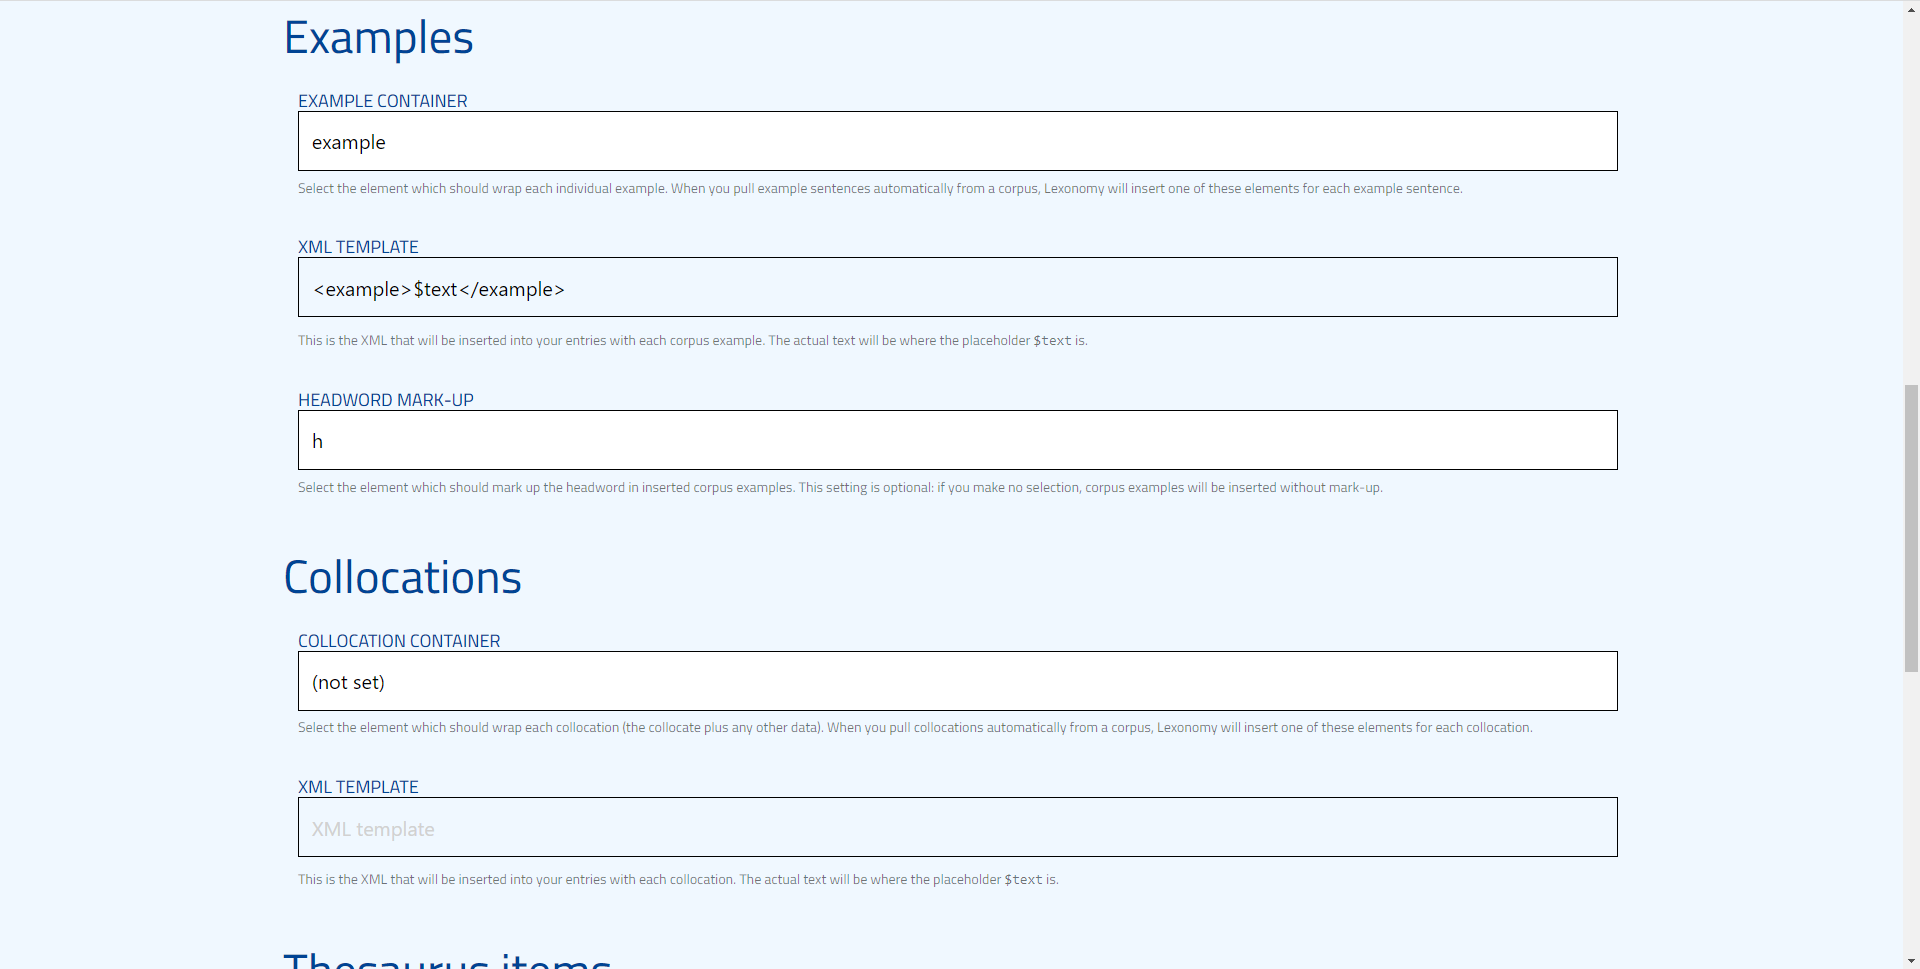 Examples
EXAMPLE CONTAINER
example
Select the element which should wrap each individual example. When you pull example sentences automatically from a corpus, Lexonomy will insert one of these elements for each example sentence.
XML TEMPLATE
<example>$text</example>
This is the XML that will be inserted into your entries with each corpus example. The actual text will be where the placeholder $text is.
HEADWORD MARK-UP
h
Select the element which should mark up the headword in inserted corpus examples. This setting is optional: if you make no selection, corpus examples will be inserted without mark-up.
Collocations
COLLOCATION CONTAINER
(not set)
Select the element which should wrap each collocation (the collocate plus any other data). When you pull collocations automatically from a corpus, Lexonomy will insert one of these elements for each collocation.
XML TEMPLATE
XML template
This is the XML that will be inserted into your entries with each collocation. The actual text will be where the placeholder $text is.
Thesaurus items